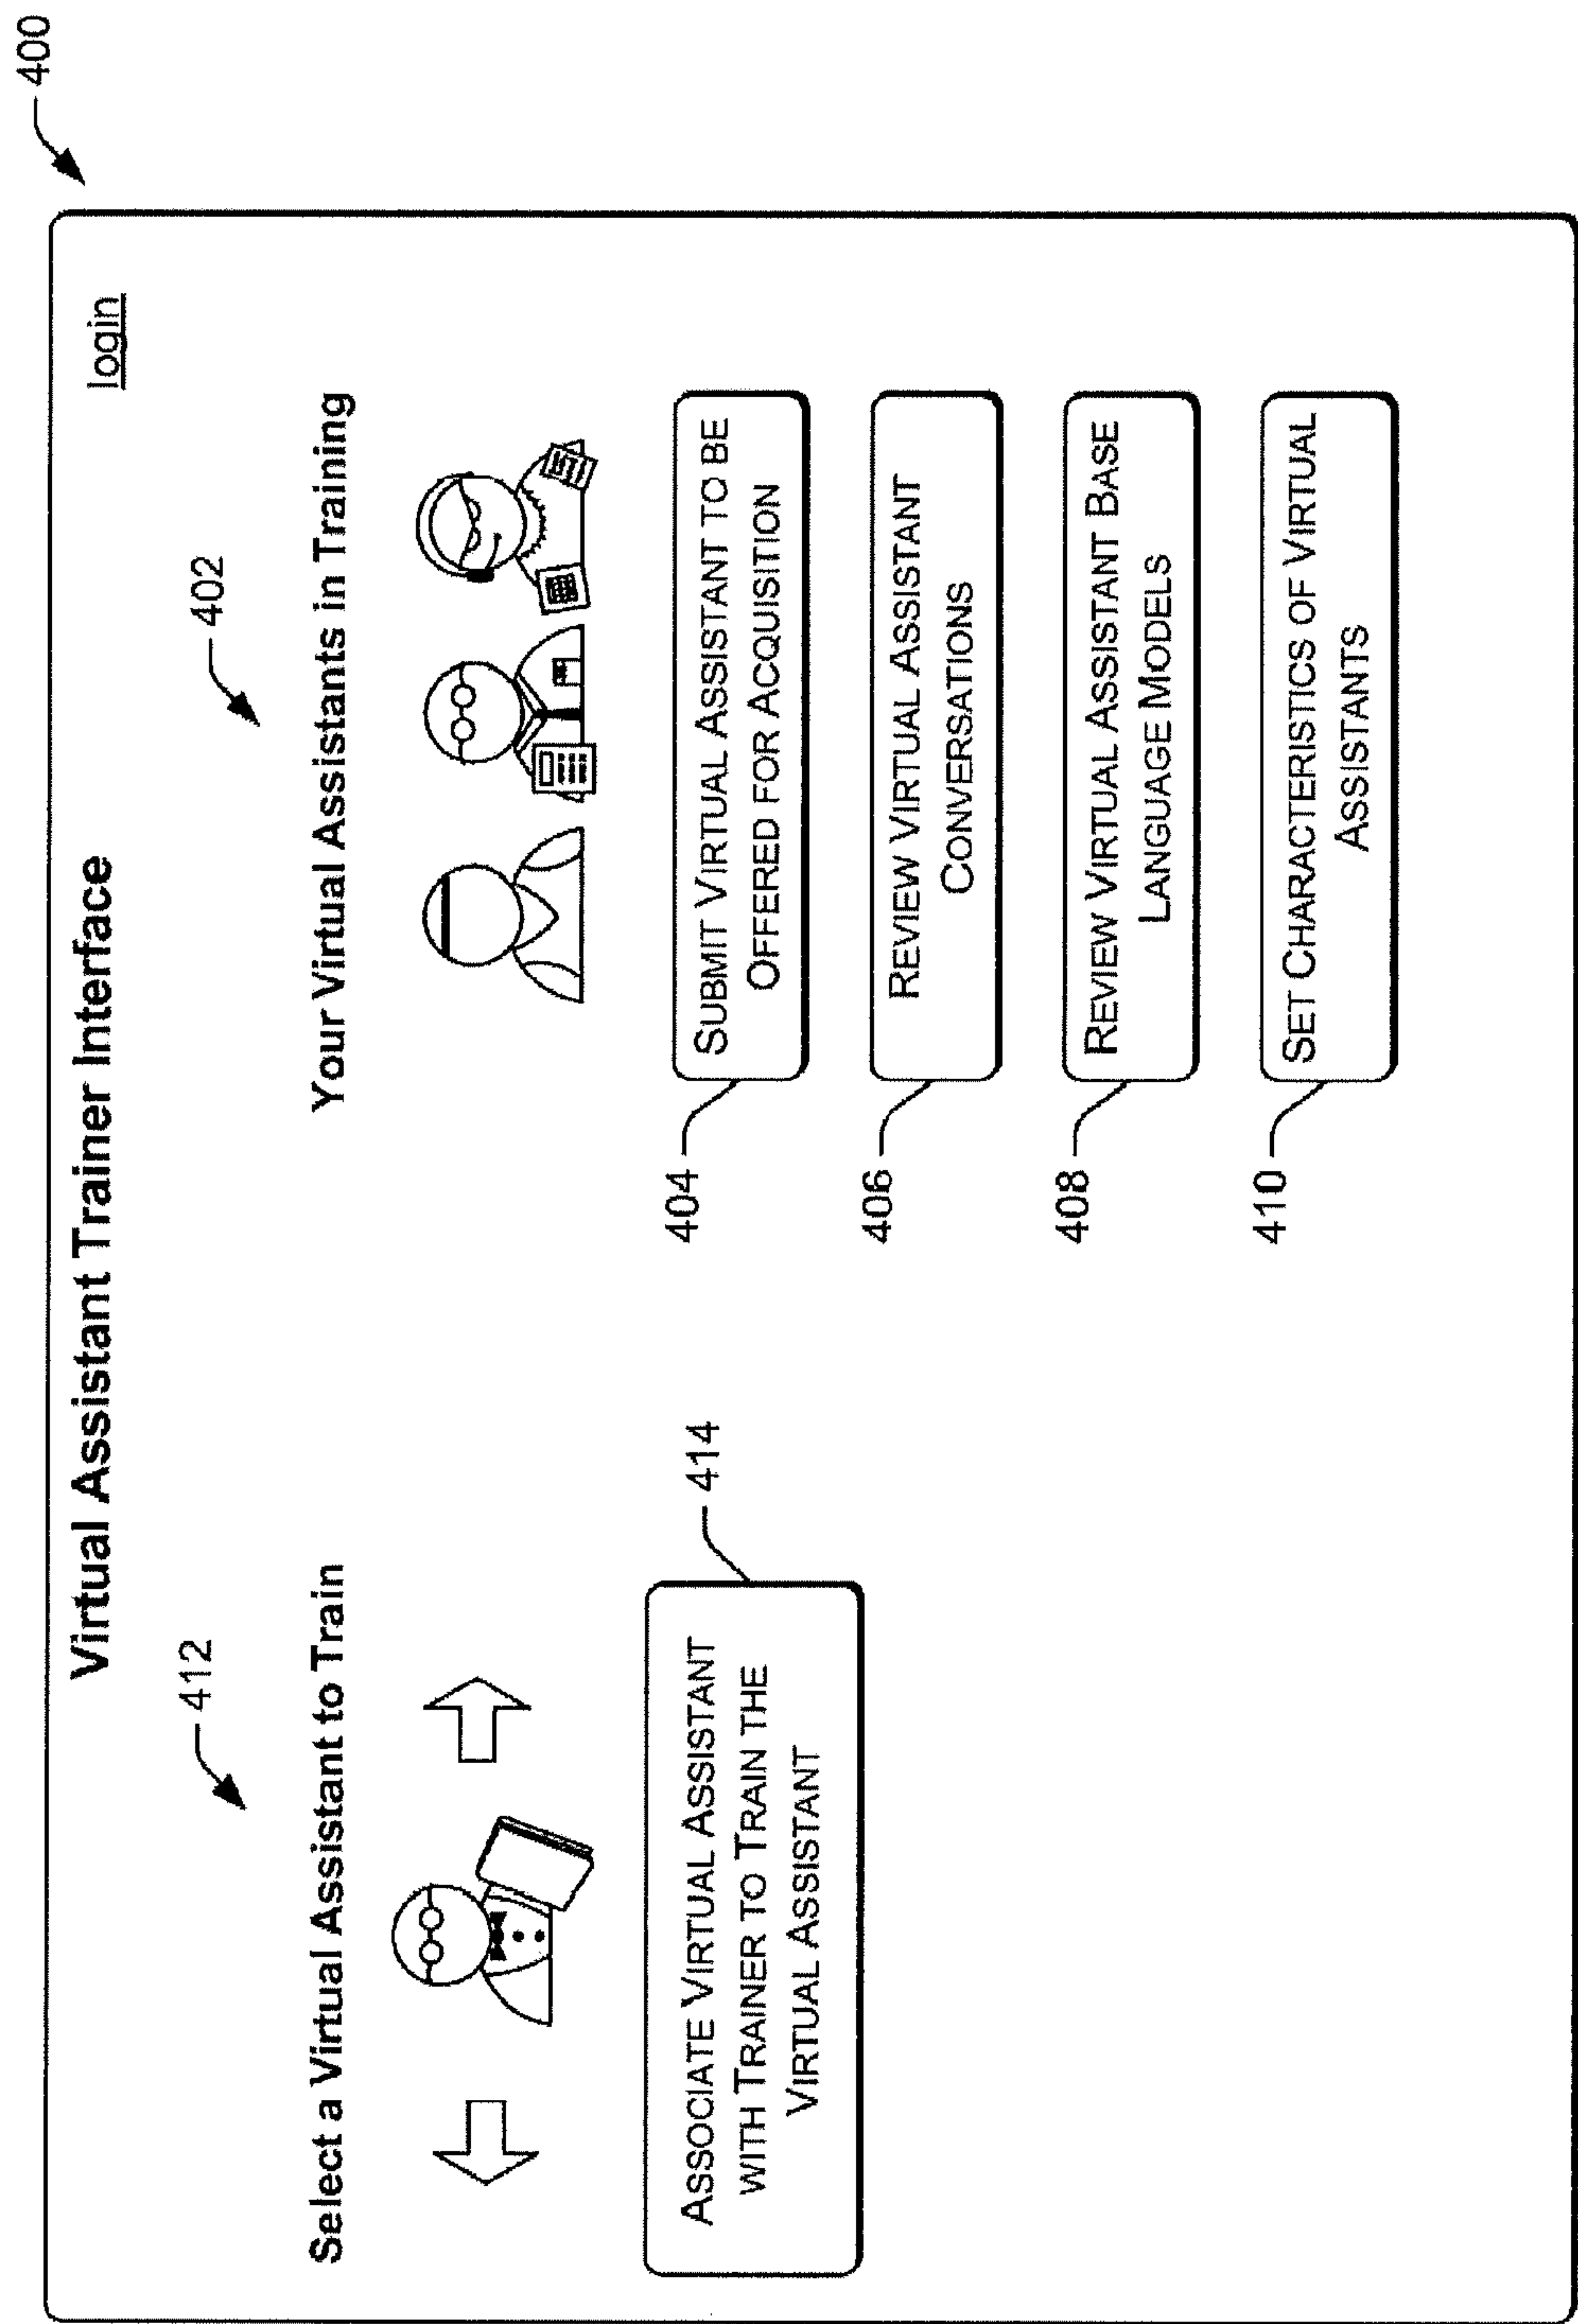 400
Virtual Assistant Trainer Interface
login
412
Select a Virtual Assistant to Train
ASSOCIATE VIRTUAL ASSISTANT
WITH TRAINER TO TRAIN THE
VIRTUAL ASSISTANT
414
402
Your Virtual Assistants in Training
404
SUBMIT VIRTUAL ASSISTANT TO BE
OFFERED FOR ACQUISITION
406
REVIEW VIRTUAL ASSISTANT
CONVERSATIONS
408
REVIEW VIRTUAL ASSISTANT BASE
LANGUAGE MODELS
410
SET CHARACTERISTICS OF VIRTUAL
ASSISTANTS